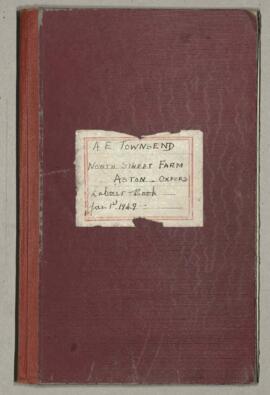 A E TOWNSEND
NORTH STREET FARM
ASTON - OXFORD
Labour - Book
Jan 1st 1949 -